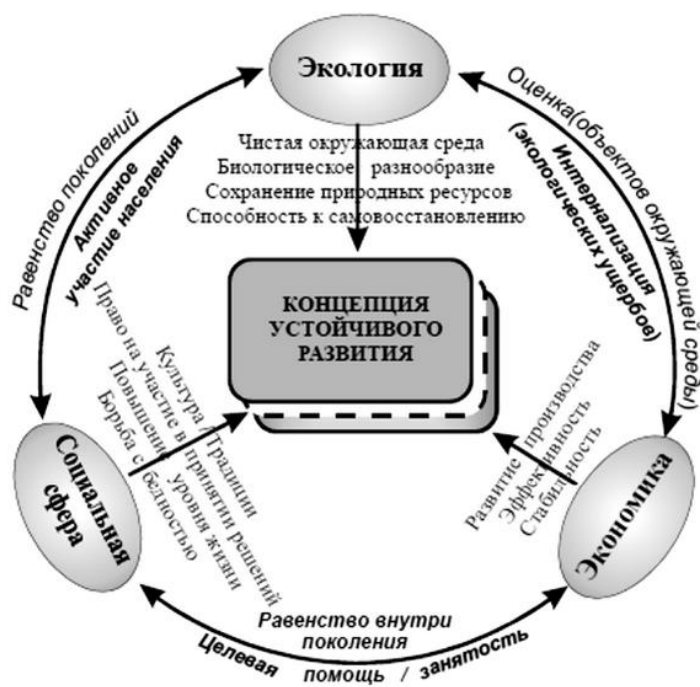 Экология
Чистая окружающая среда
Биологическое разнообразие
Сохранение природных ресурсов
Способность к самовосстановлению
Равенство поколений
Активное
участие населения
Оценка(объектов окружающей среды)
Интернализация
(экологических ущербов)
КОНЦЕПЦИЯ
УСТОЙЧИВОГО
РАЗВИТИЯ
Культура / Традиции
Право на участие в принятии решений
Повышение уровня жизни
Борьба с бедностью
Развитие производства
Эффективность
Стабильность
Социальная
сфера
Экономика
Равенство внутри
поколения
Целевая помощь / занятость